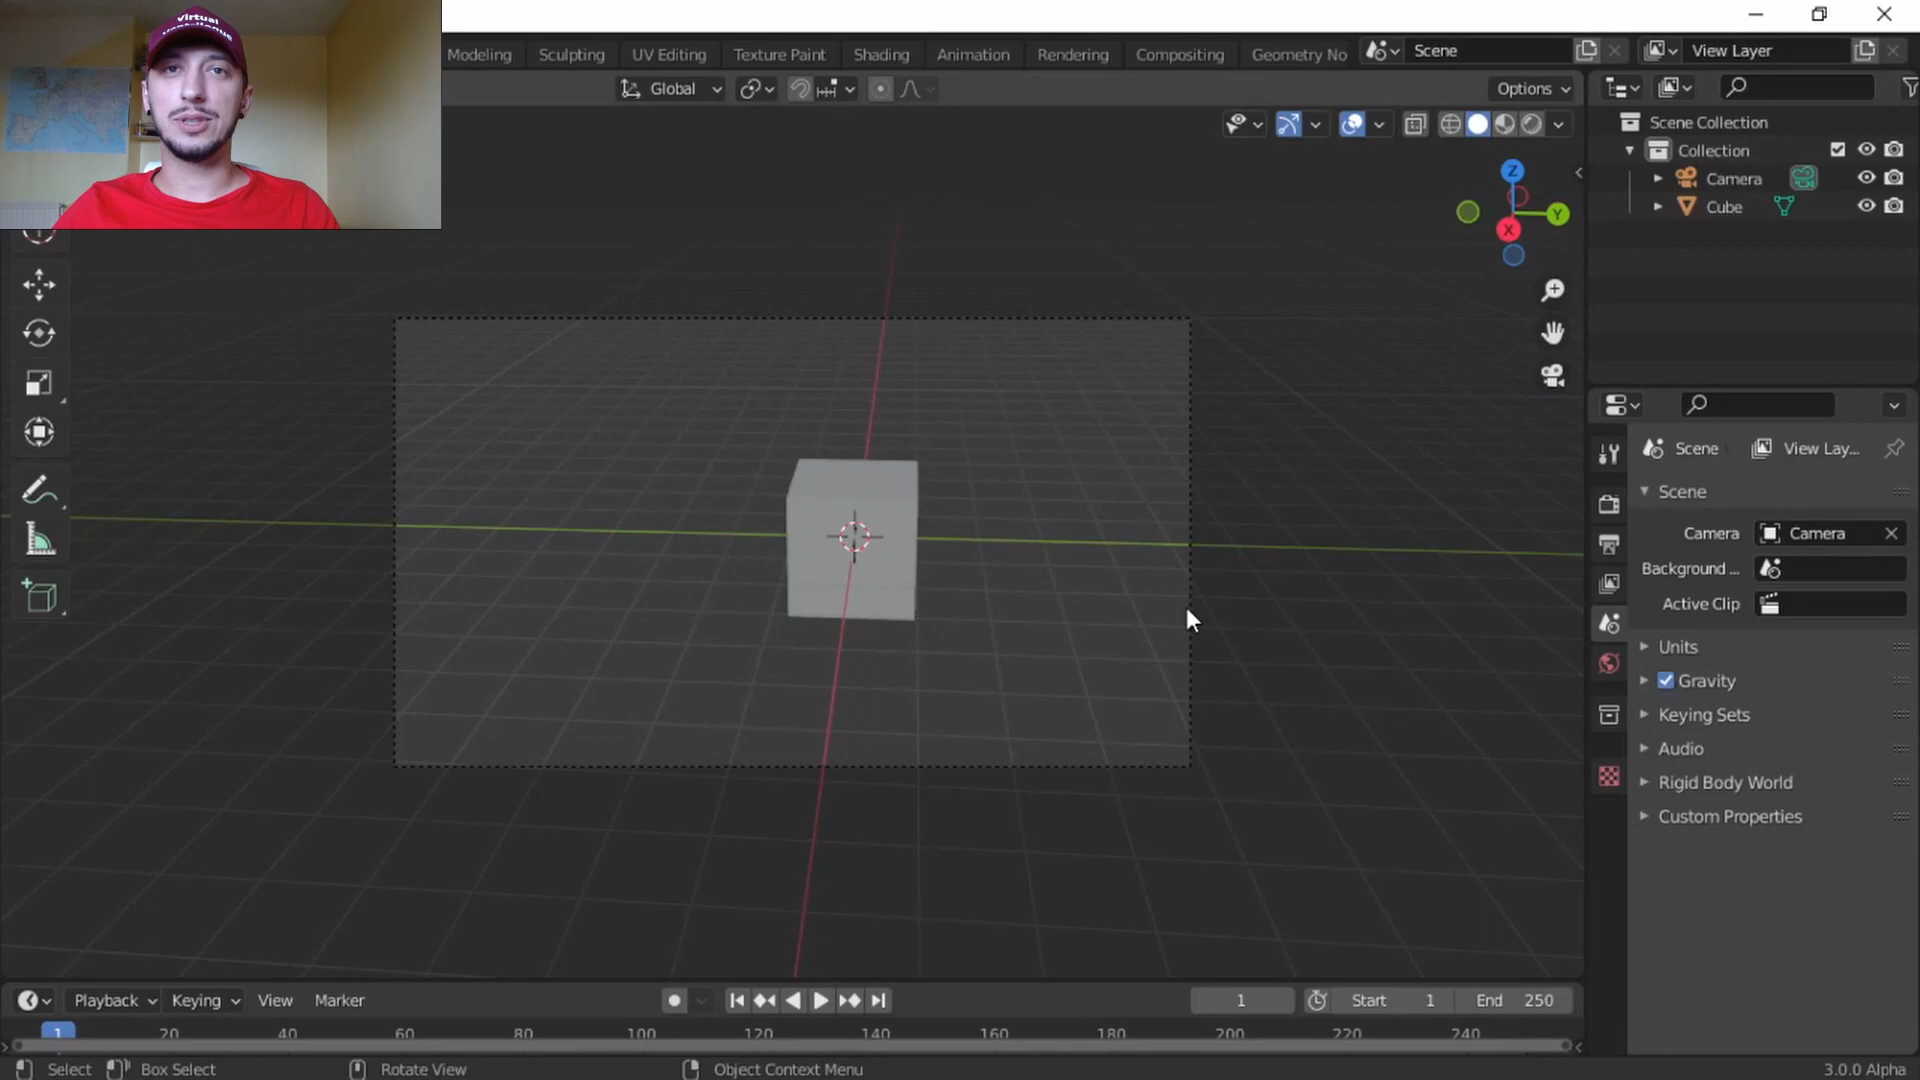 virtual
Modeling Sculpting UV Editing Texture Paint Shading Animation Rendering Compositing Geometry No Scene View Layer
Global Options
Scene Collection
Collection
Camera
Cube
Z
Y
X
Scene View Lay...
Scene
Camera Camera
Background ...
Active Clip
Units
Gravity
Keying Sets
Audio
Rigid Body World
Custom Properties
Playback Keying View Marker 1 Start 1 End 250
1 20 40 60 80 100 120 140 160 180 200 220 240
Select Box Select Rotate View Object Context Menu 3.0.0 Alpha